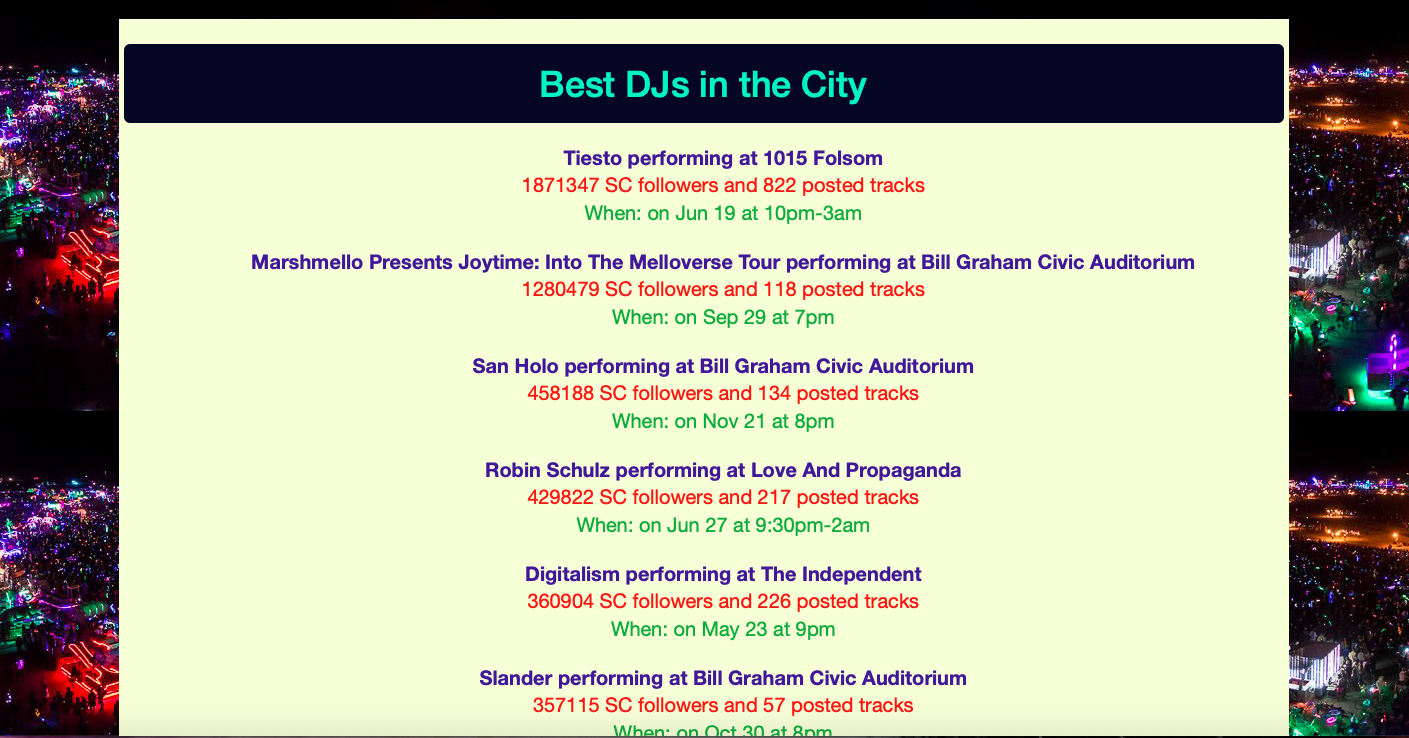 Best DJs in the City
Tiesto performing at 1015 Folsom
1871347 SC followers and 822 posted tracks
When: on Jun 19 at 10pm-3am
Marshmello Presents Joytime: Into The Melloverse Tour performing at Bill Graham Civic Auditorium
1280479 SC followers and 118 posted tracks
When: on Sep 29 at 7pm
San Holo performing at Bill Graham Civic Auditorium
458188 SC followers and 134 posted tracks
When: on Nov 21 at 8pm
Robin Schulz performing at Love And Propaganda
429822 SC followers and 217 posted tracks
When: on Jun 27 at 9:30pm-2am
Digitalism performing at The Independent
360904 SC followers and 226 posted tracks
When: on May 23 at 9pm
Slander performing at Bill Graham Civic Auditorium
357115 SC followers and 57 posted tracks
When: on Oct 30 at 8pm